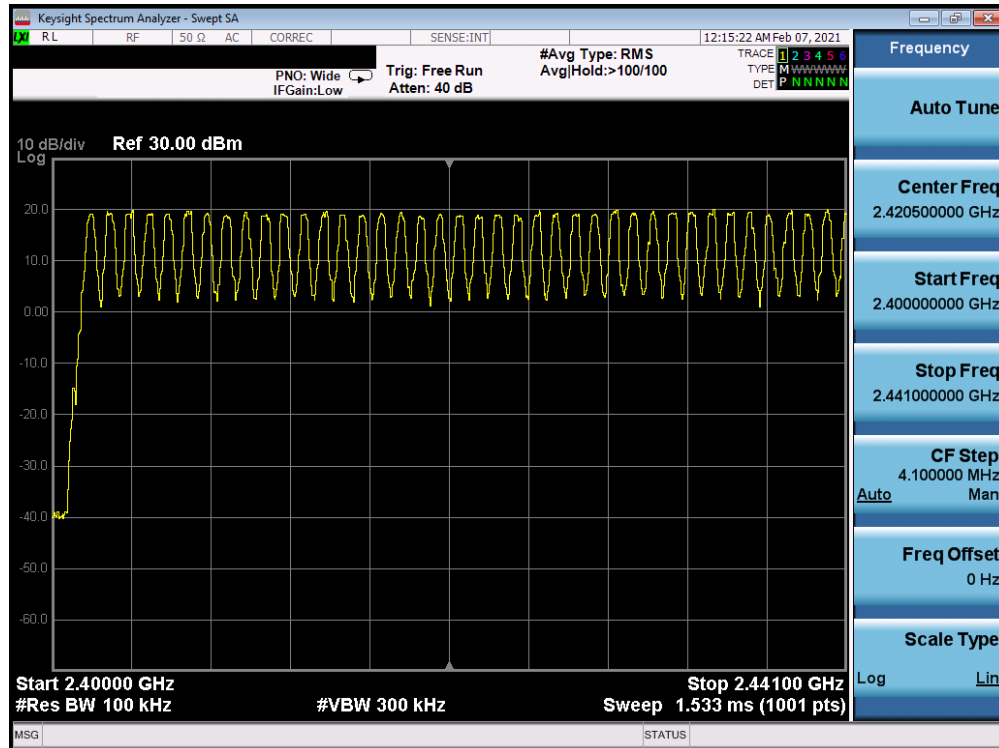 Keysight Spectrum Analyzer - Swept SA
LXI RL RF 50 Ω AC CORREC SENSE:INT 12:15:22 AM Feb 07, 2021
PNO: Wide
IFGain:Low
Trig: Free Run
Atten: 40 dB
#Avg Type: RMS
Avg|Hold:>100/100
TRACE 1 2 3 4 5 6
TYPE M WWWWW
DET P N N N N N
10 dB/div Ref 30.00 dBm
Log
20.0
10.0
0.00
-10.0
-20.0
-30.0
-40.0
-50.0
-60.0
Start 2.40000 GHz Stop 2.44100 GHz
#Res BW 100 kHz #VBW 300 kHz Sweep 1.533 ms (1001 pts)
MSG STATUS
Frequency
Auto Tune
Center Freq
2.420500000 GHz
Start Freq
2.400000000 GHz
Stop Freq
2.441000000 GHz
CF Step
4.100000 MHz
Auto Man
Freq Offset
0 Hz
Scale Type
Log Lin